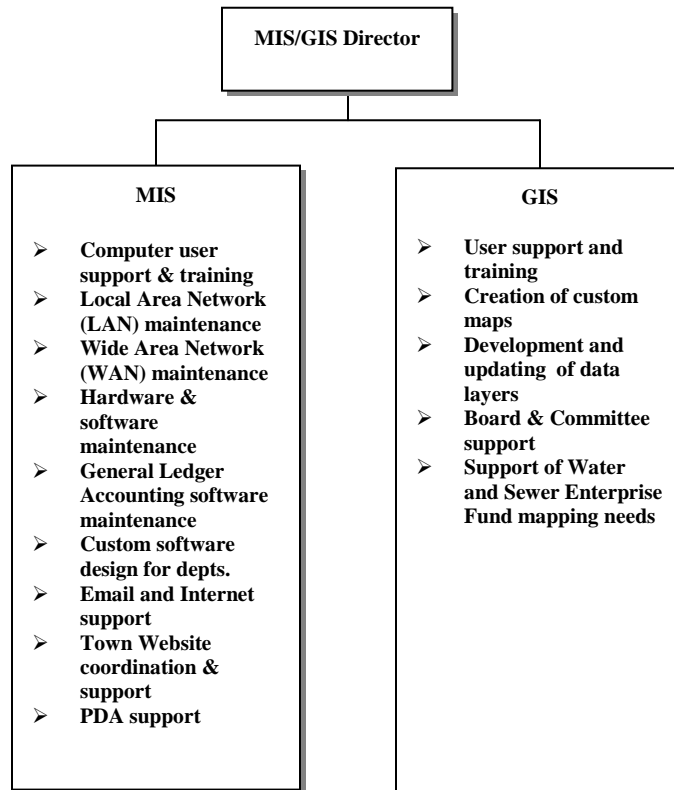 MIS/GIS Director
MIS
➢ Computer user
support & training
➢ Local Area Network
(LAN) maintenance
➢ Wide Area Network
(WAN) maintenance
➢ Hardware &
software
maintenance
➢ General Ledger
Accounting software
maintenance
➢ Custom software
design for depts.
➢ Email and Internet
support
➢ Town Website
coordination &
support
➢ PDA support
GIS
➢ User support and
training
➢ Creation of custom
maps
➢ Development and
updating of data
layers
➢ Board & Committee
support
➢ Support of Water
and Sewer Enterprise
Fund mapping needs